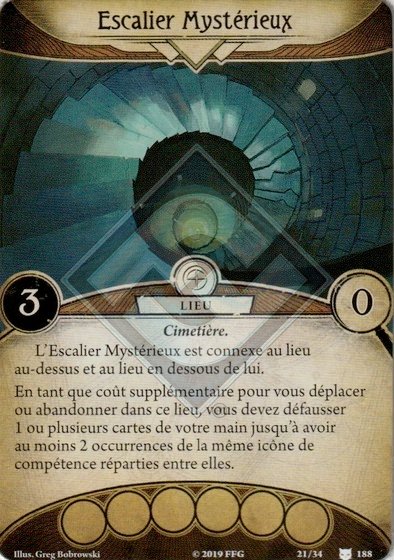 Escalier Mystérieux
3
LIEU
0
Cimetière.
L'Escalier Mystérieux est connexe au lieu
au-dessus et au lieu en dessous de lui.
En tant que coût supplémentaire pour vous déplacer
ou abandonner dans ce lieu, vous devez défausser
1 ou plusieurs cartes de votre main jusqu'à avoir
au moins 2 occurrences de la même icône de
compétence réparties entre elles.
Illus. Greg Bobrowski © 2019 FFG 21/34 188